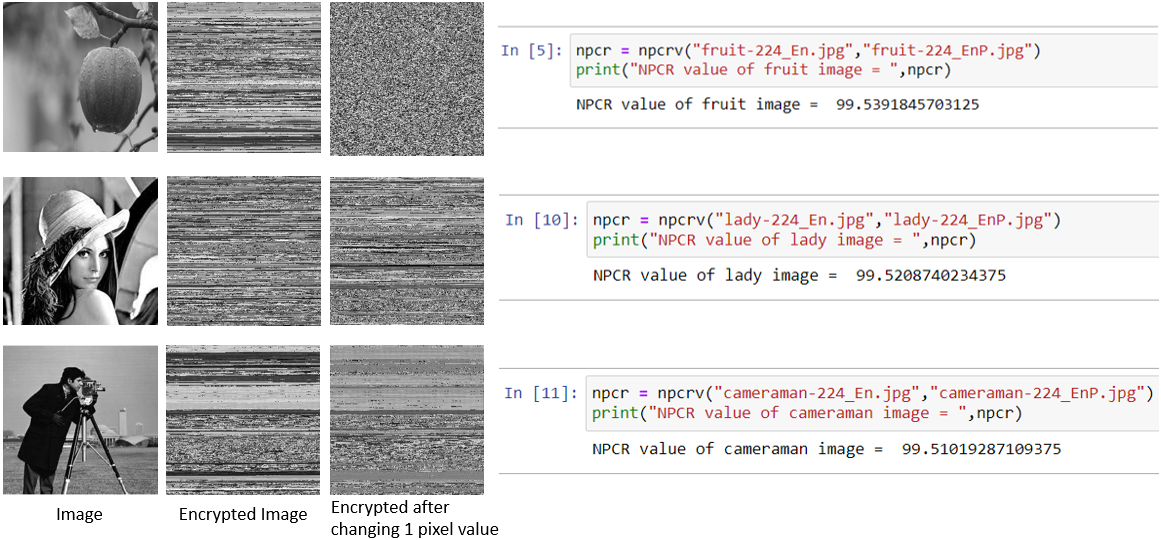 In [5]: npcr = npcrv("fruit-224_En.jpg","fruit-224_EnP.jpg")
print("NPCR value of fruit image = ",npcr)
NPCR value of fruit image =  99.5391845703125
In [10]: npcr = npcrv("lady-224_En.jpg","lady-224_EnP.jpg")
print("NPCR value of lady image = ",npcr)
NPCR value of lady image =  99.5208740234375
In [11]: npcr = npcrv("cameraman-224_En.jpg","cameraman-224_EnP.jpg")
print("NPCR value of cameraman image = ",npcr)
NPCR value of cameraman image =  99.51019287109375
Image
Encrypted Image
Encrypted after
changing 1 pixel value